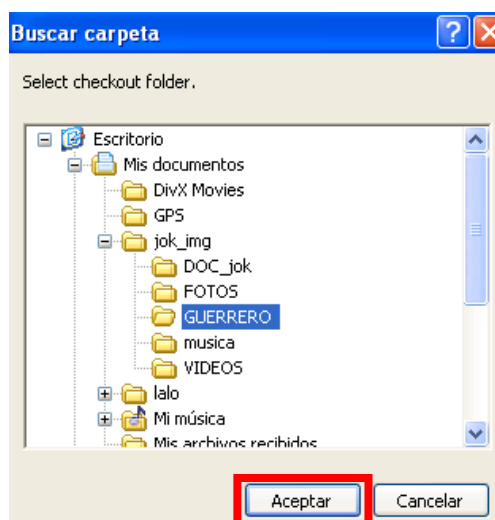 Buscar carpeta
Select checkout folder.
Escritorio
Mis documentos
DivX Movies
GPS
jok_img
DOC_jok
FOTOS
GUERRERO
musica
VIDEOS
lalo
Mi música
Mis archivos recibidos
Aceptar
Cancelar